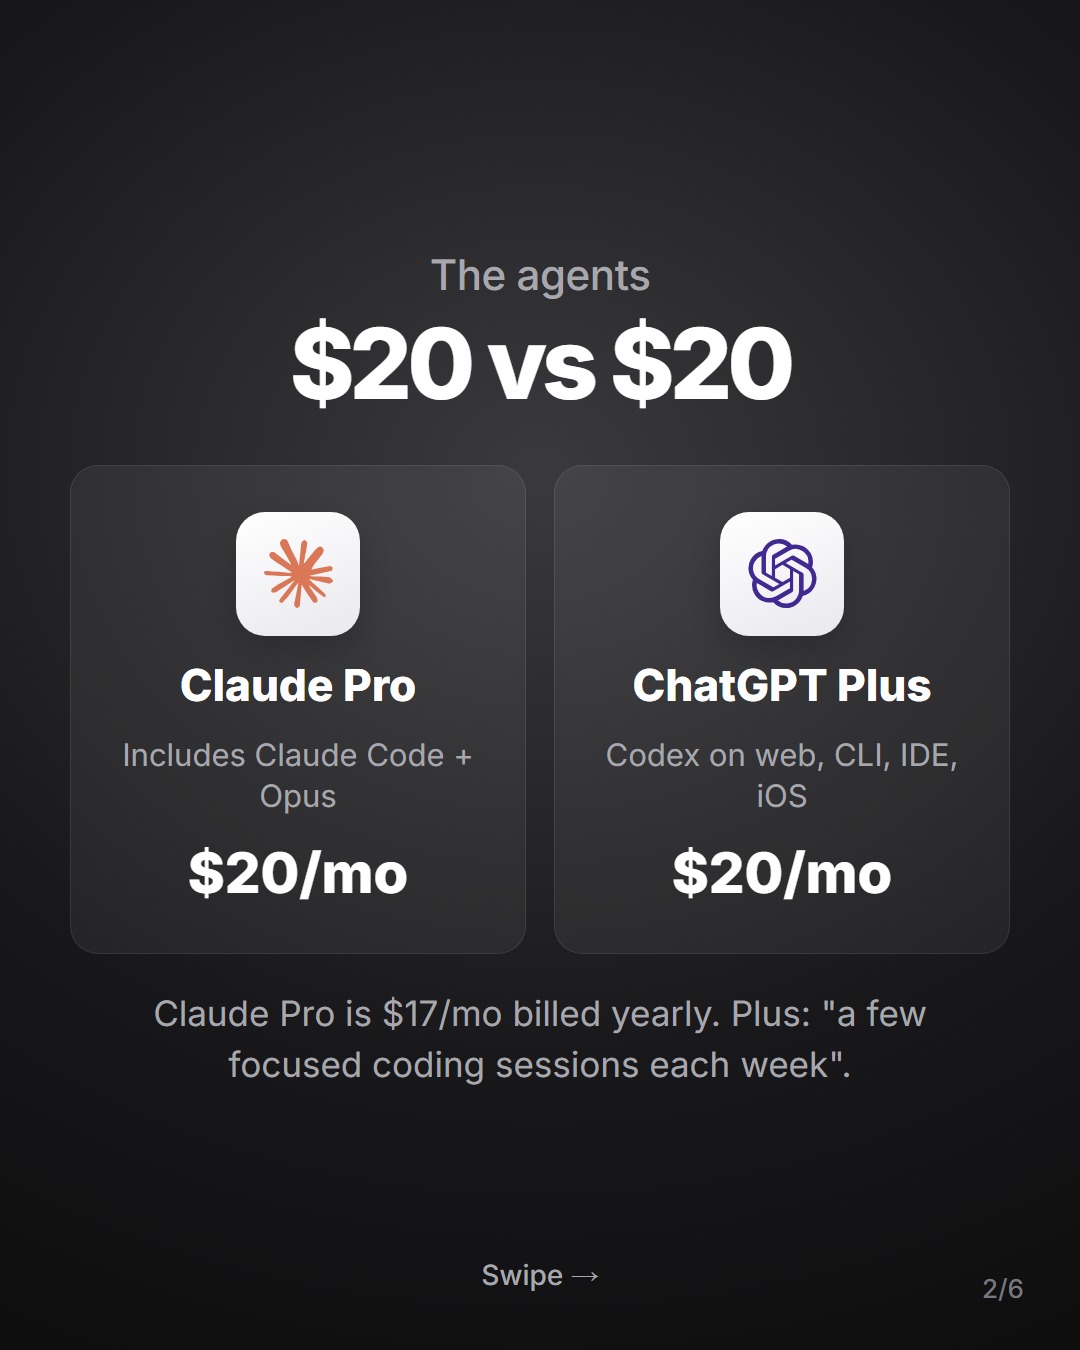 The agents
$20 vs $20
Claude Pro
Includes Claude Code +
Opus
$20/mo
ChatGPT Plus
Codex on web, CLI, IDE,
iOS
$20/mo
Claude Pro is $17/mo billed yearly. Plus: "a few
focused coding sessions each week".
Swipe →
2/6